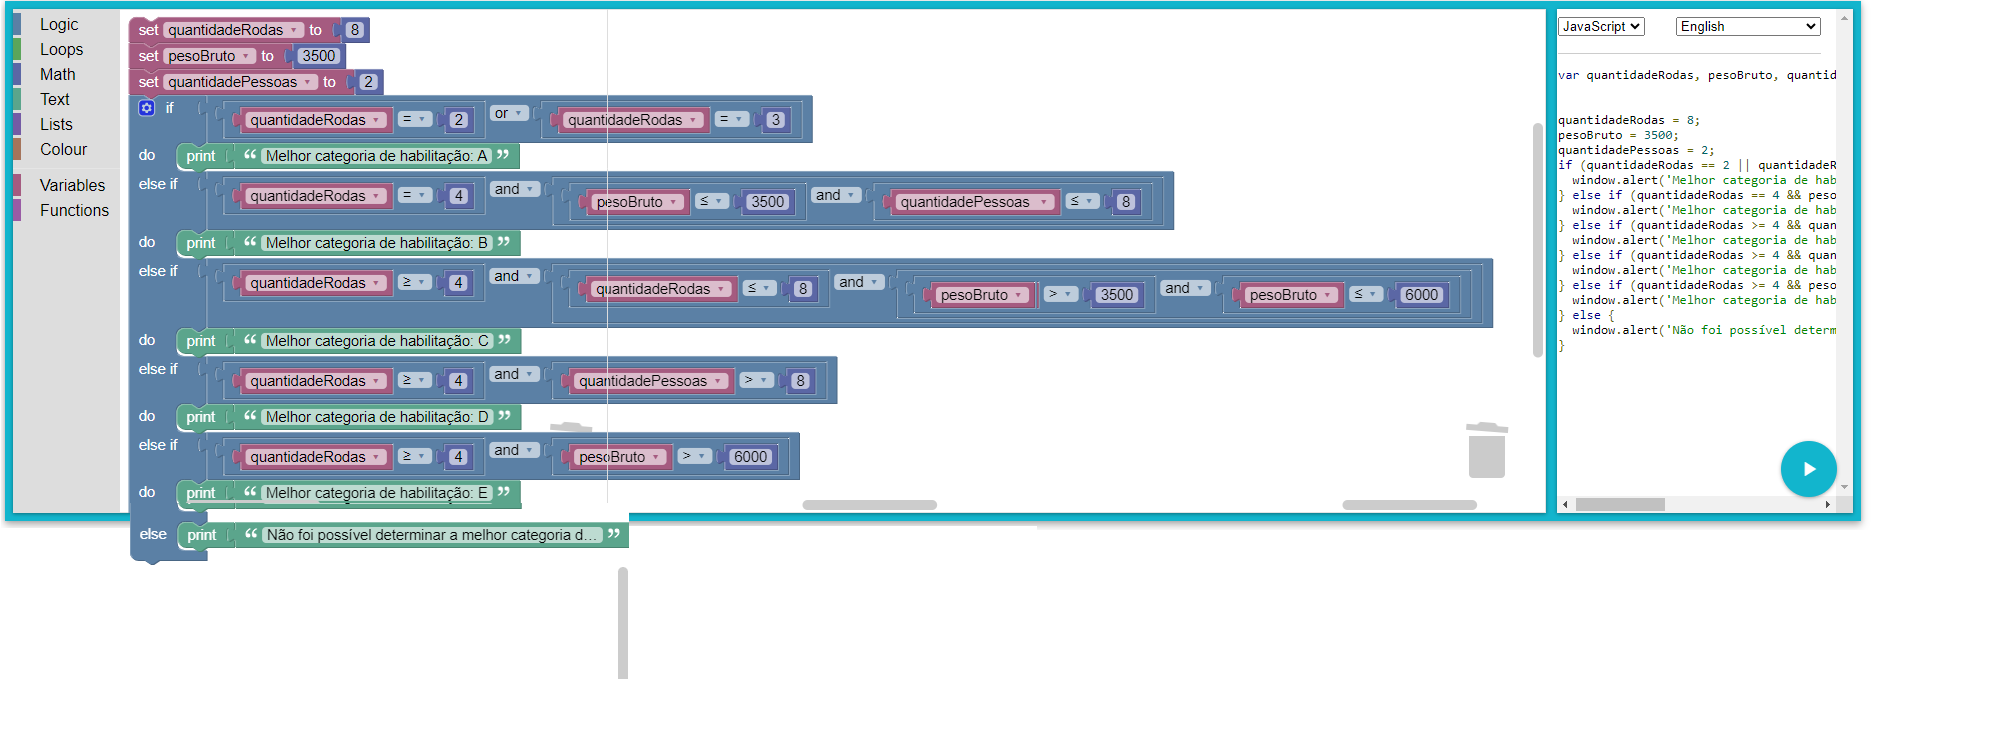 Logic
Loops
Math
Text
Lists
Colour
Variables
Functions
set quantidadeRodas to 8
set pesoBruto to 3500
set quantidadePessoas to 2
if quantidadeRodas = 2 or quantidadeRodas = 3
do print “ Melhor categoria de habilitação: A ”
else if quantidadeRodas = 4 and pesoBruto ≤ 3500 and quantidadePessoas ≤ 8
do print “ Melhor categoria de habilitação: B ”
else if quantidadeRodas ≥ 4 and quantidadeRodas ≤ 8 and pesoBruto > 3500 and pesoBruto ≤ 6000
do print “ Melhor categoria de habilitação: C ”
else if quantidadeRodas ≥ 4 and quantidadePessoas > 8
do print “ Melhor categoria de habilitação: D ”
else if quantidadeRodas ≥ 4 and pesoBruto > 6000
do print “ Melhor categoria de habilitação: E ”
else print “ Não foi possível determinar a melhor categoria d... ”
JavaScript English
var quantidadeRodas, pesoBruto, quantid
quantidadeRodas = 8;
pesoBruto = 3500;
quantidadePessoas = 2;
if (quantidadeRodas == 2 || quantidadeR
window.alert('Melhor categoria de hab
} else if (quantidadeRodas == 4 && peso
window.alert('Melhor categoria de hab
} else if (quantidadeRodas >= 4 && quan
window.alert('Melhor categoria de hab
} else if (quantidadeRodas >= 4 && quan
window.alert('Melhor categoria de hab
} else if (quantidadeRodas >= 4 && peso
window.alert('Melhor categoria de hab
} else {
window.alert('Não foi possível determ
}